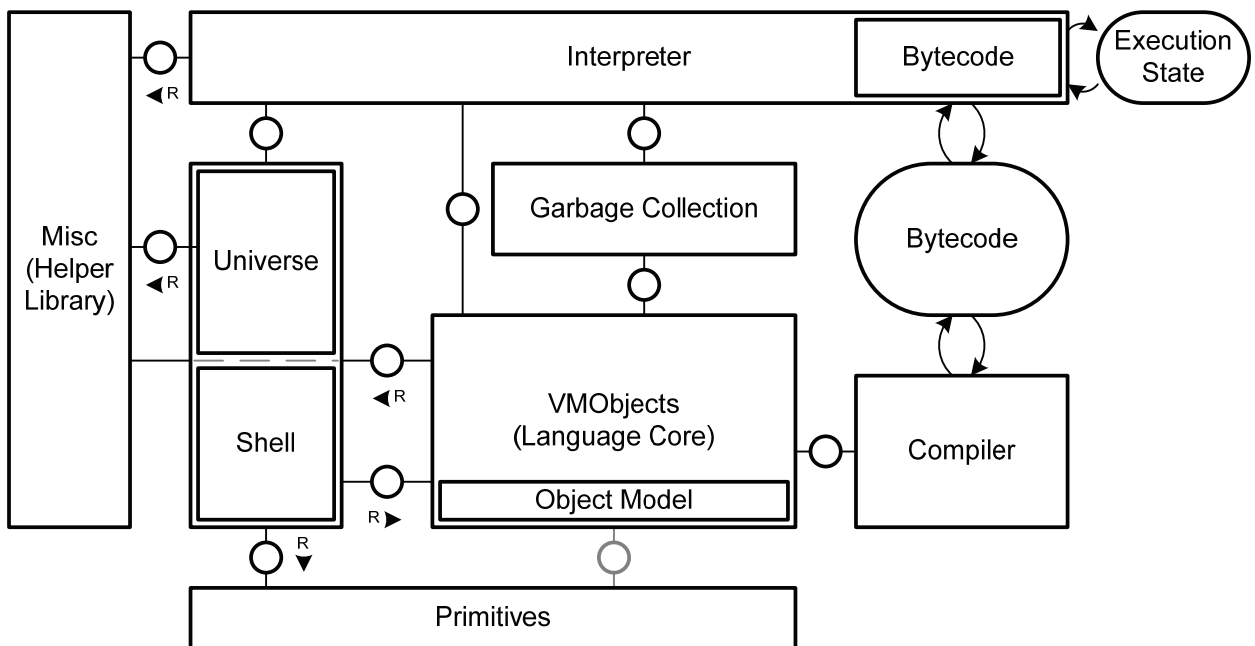 Interpreter
Bytecode
Execution
State
R
Misc
(Helper
Library)
Universe
R
Garbage Collection
Bytecode
R
VMObjects
(Language Core)
Shell
Compiler
Object Model
R
R
Primitives